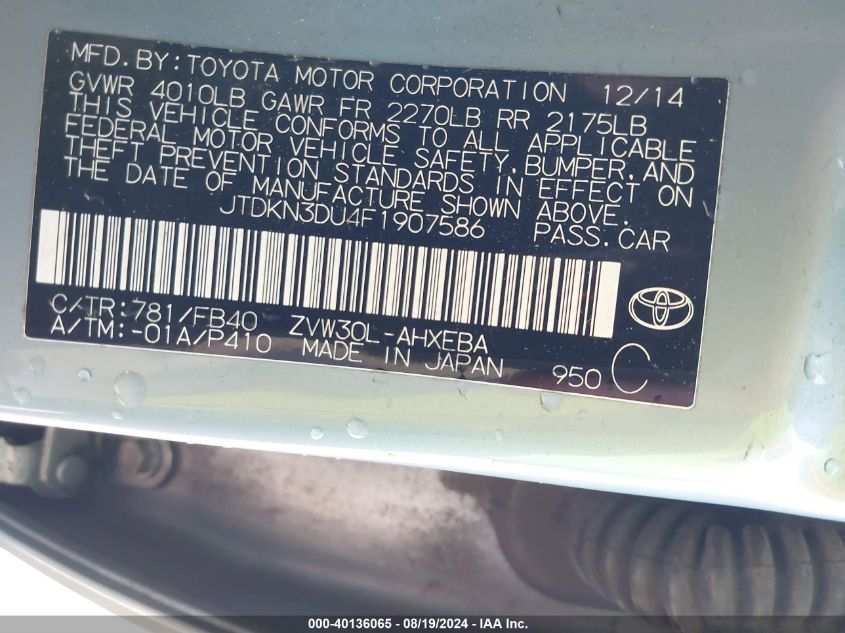 MFD. BY: TOYOTA MOTOR CORPORATION 12/14
GVWR 4010LB GAWR FR 2270LB RR 2175LB
THIS VEHICLE CONFORMS TO ALL APPLICABLE
FEDERAL MOTOR VEHICLE SAFETY, BUMPER, AND
THEFT PREVENTION STANDARDS IN EFFECT ON
THE DATE OF MANUFACTURE SHOWN ABOVE.
JTDKN3DU4F1907586 PASS. CAR
C/TR: 781/FB40 ZVW30L-AHXEBA
A/TM: -01A/P410 MADE IN JAPAN 950 C
000-40136065 - 08/19/2024 - IAA Inc.